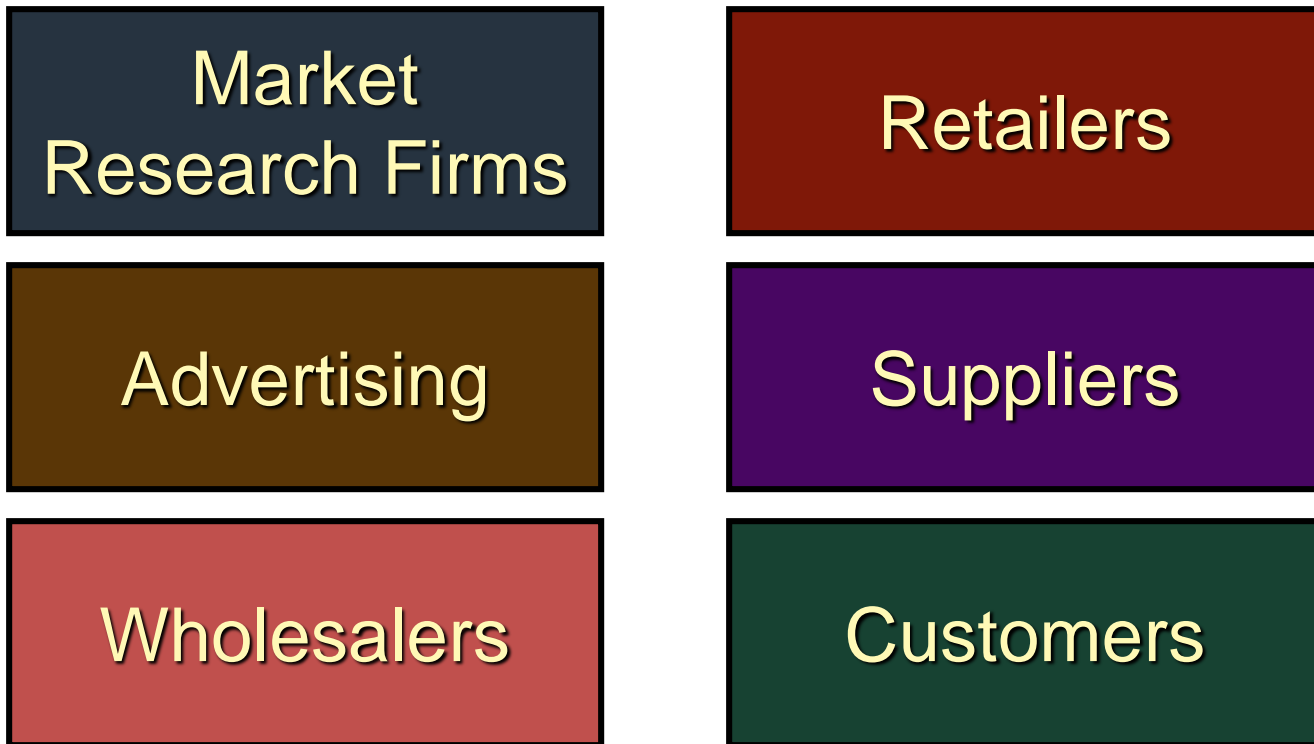 Market
Research Firms
Retailers
Advertising
Suppliers
Wholesalers
Customers